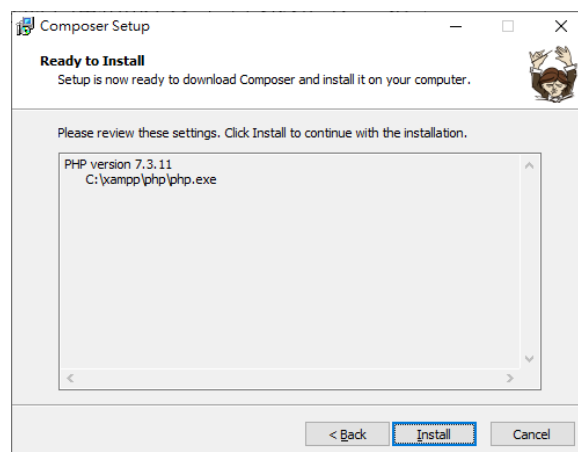 Composer Setup
Ready to Install
Setup is now ready to download Composer and install it on your computer.
Please review these settings. Click Install to continue with the installation.
PHP version 7.3.11
C:\xampp\php\php.exe
< Back
Install
Cancel